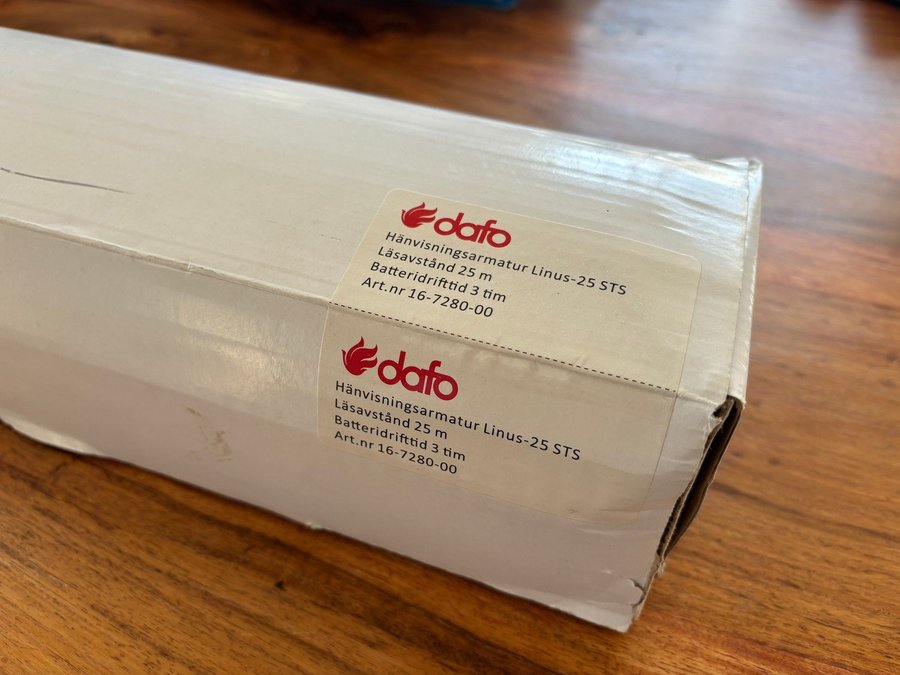 dafo
Hänvisningsarmatur Linus-25 STS
Läsavstånd 25 m
Batteridrifttid 3 tim
Art.nr 16-7280-00
dafo
Hänvisningsarmatur Linus-25 STS
Läsavstånd 25 m
Batteridrifttid 3 tim
Art.nr 16-7280-00